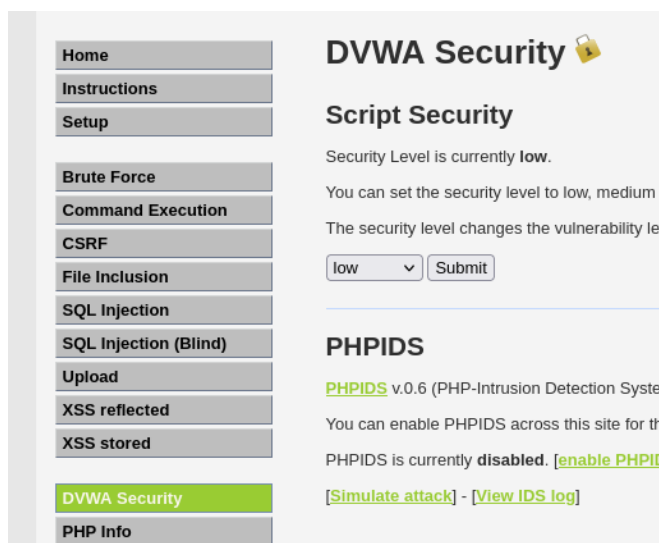 Home
Instructions
Setup
Brute Force
Command Execution
CSRF
File Inclusion
SQL Injection
SQL Injection (Blind)
Upload
XSS reflected
XSS stored
DVWA Security
PHP Info
DVWA Security
Script Security
Security Level is currently low.
You can set the security level to low, medium
The security level changes the vulnerability le
low Submit
PHPIDS
PHPIDS v.0.6 (PHP-Intrusion Detection Syste
You can enable PHPIDS across this site for th
PHPIDS is currently disabled. [enable PHPID
[Simulate attack] - [View IDS log]